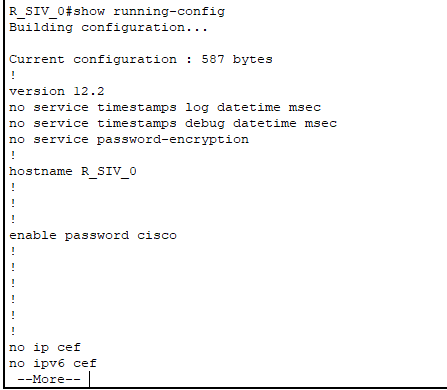 R_SIV_0#show running-config
Building configuration...
Current configuration : 587 bytes
!
version 12.2
no service timestamps log datetime msec
no service timestamps debug datetime msec
no service password-encryption
!
hostname R_SIV_0
!
!
!
enable password cisco
!
!
!
!
!
!
no ip cef
no ipv6 cef
--More--